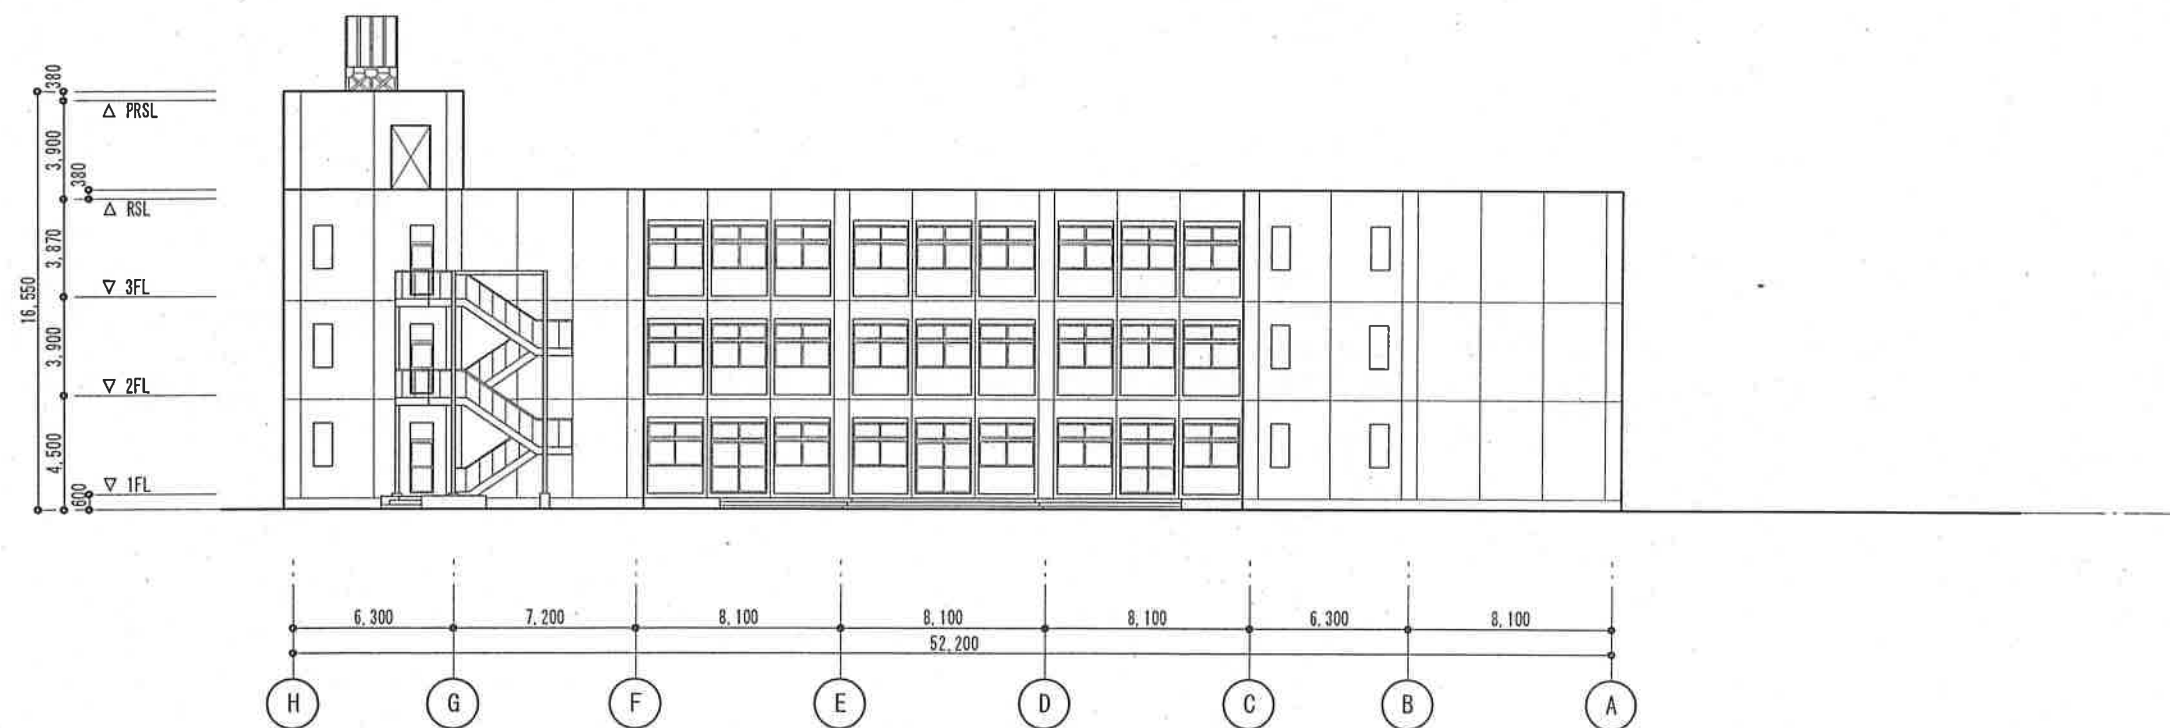 380
△ PRSL
3,900
380
△ RSL
3,870
16,550
▽ 3FL
3,900
▽ 2FL
4,500
▽ 1FL
600
6,300 7,200 8,100 8,100 8,100 6,300 8,100
52,200
H G F E D C B A